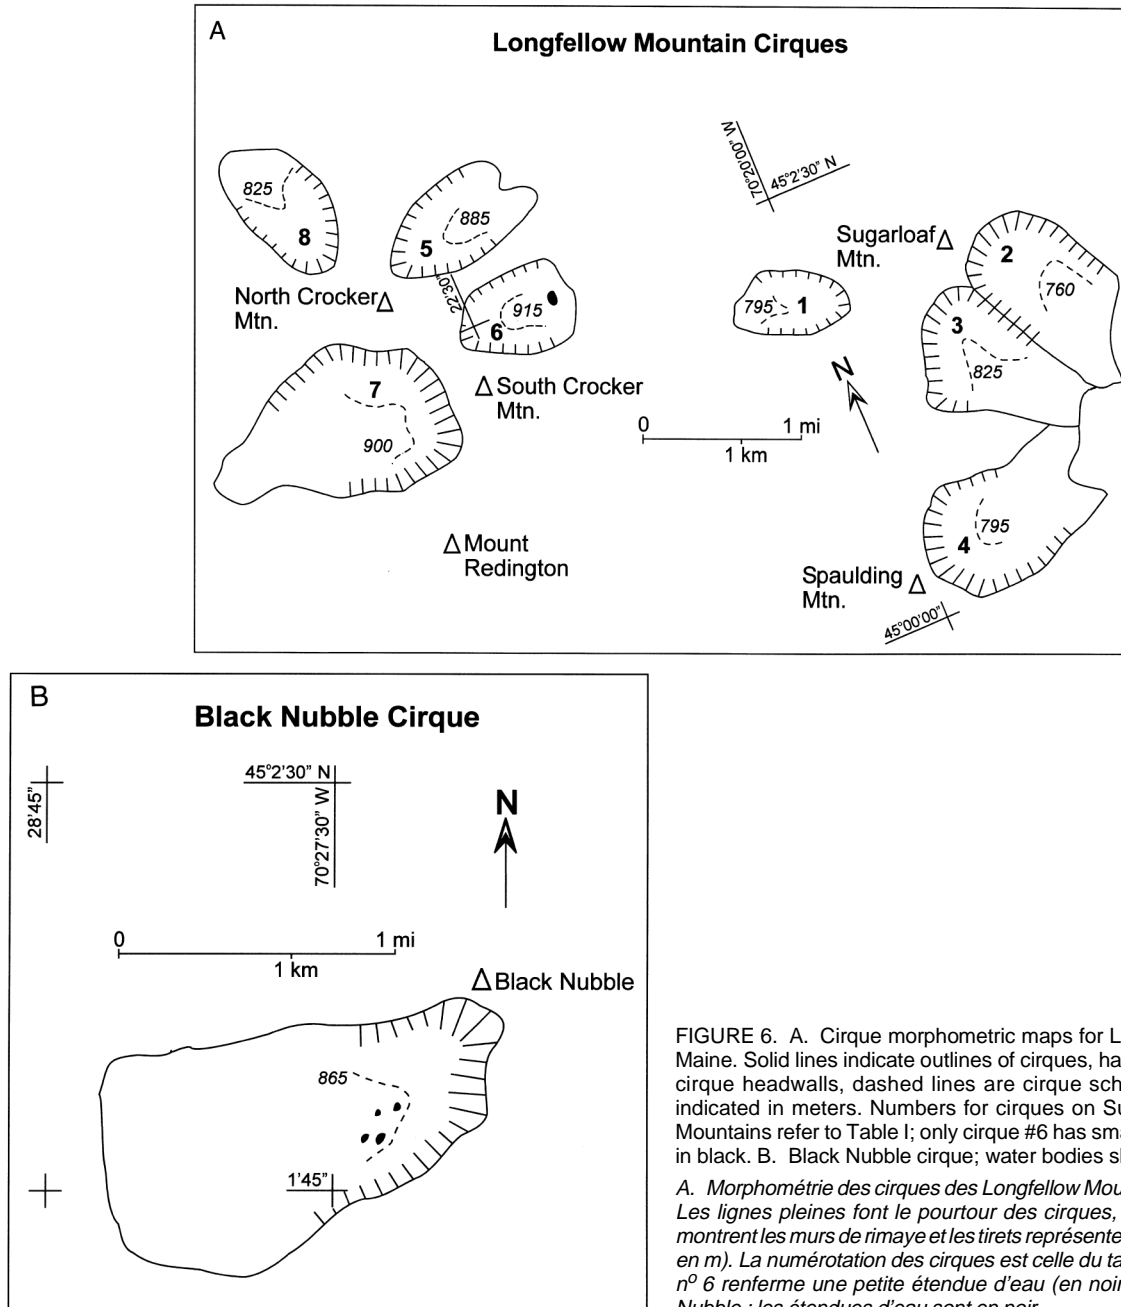 A
Longfellow Mountain Cirques
70°20'00" W
45°2'30" N
825
8
5
885
Sugarloaf
Mtn.
2
760
North Crocker
Mtn.
22'30"
915
6
795
1
3
825
7
900
South Crocker
Mtn.
N
0
1 mi
1 km
Mount
Redington
795
4
Spaulding
Mtn.
45°00'00"
B
Black Nubble Cirque
28'45"
45°2'30" N
70°27'30" W
N
0
1 mi
1 km
Black Nubble
865
1'45"
FIGURE 6. A. Cirque morphometric maps for L
Maine. Solid lines indicate outlines of cirques, ha
cirque headwalls, dashed lines are cirque sch
indicated in meters. Numbers for cirques on Su
Mountains refer to Table I; only cirque #6 has sma
in black. B. Black Nubble cirque; water bodies s
A. Morphométrie des cirques des Longfellow Mou
Les lignes pleines font le pourtour des cirques,
montrent les murs de rimaye et les tirets représente
en m). La numérotation des cirques est celle du ta
nº 6 renferme une petite étendue d'eau (en noir
Nubble : les étendues d'eau sont en noir.